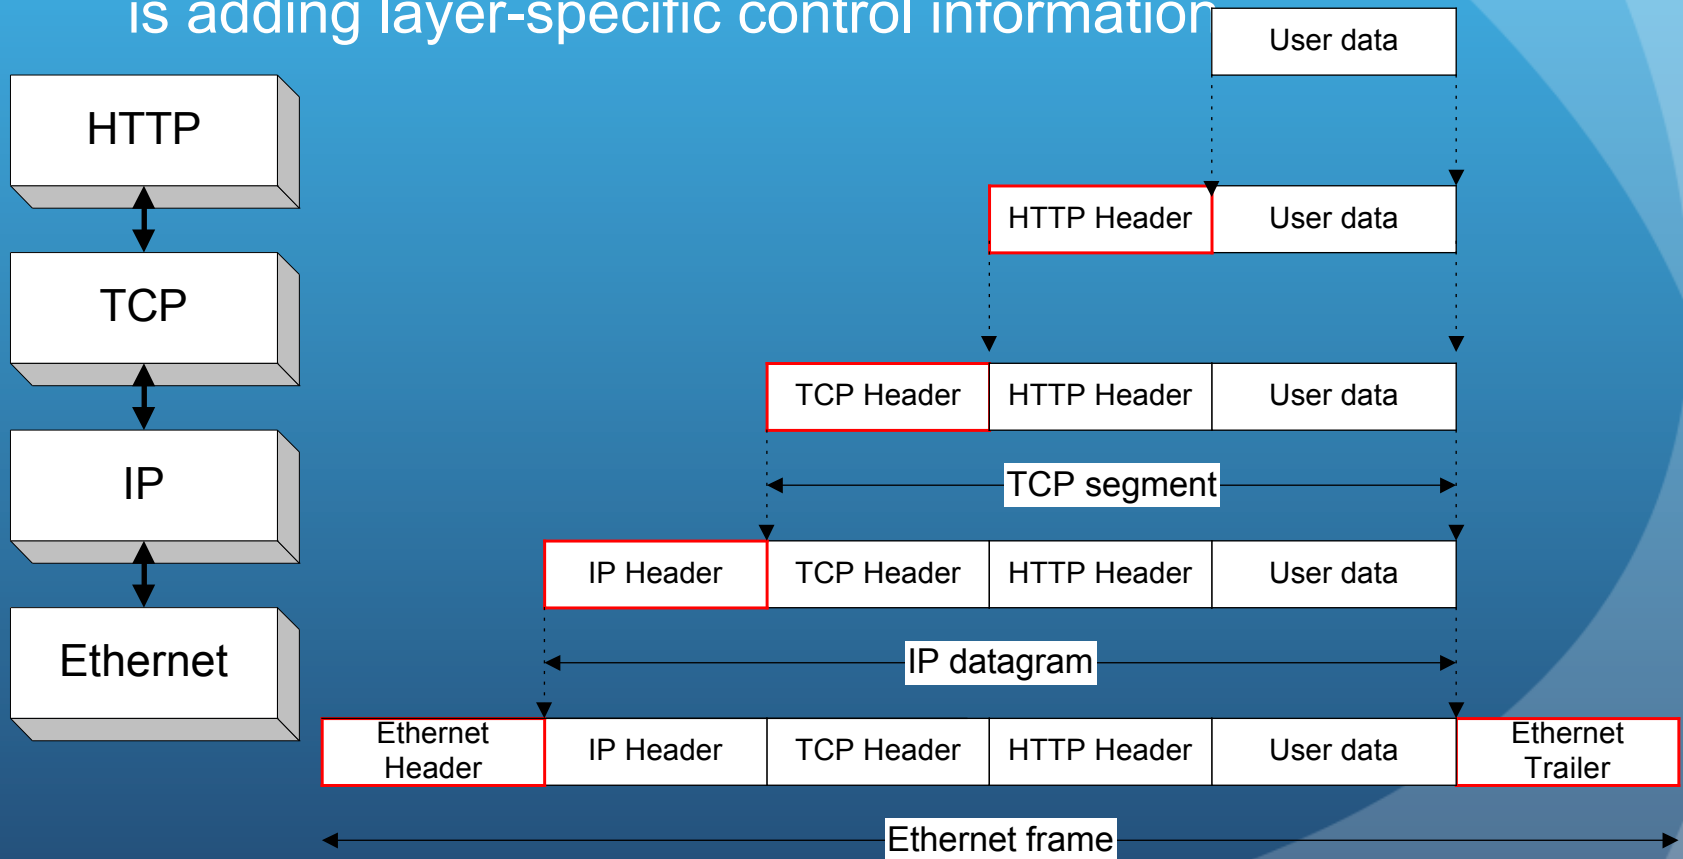 is adding layer-specific control information
User data
HTTP
HTTP Header User data
TCP
TCP Header HTTP Header User data
TCP segment
IP
IP Header TCP Header HTTP Header User data
IP datagram
Ethernet
Ethernet
Header
IP Header TCP Header HTTP Header User data
Ethernet
Trailer
Ethernet frame